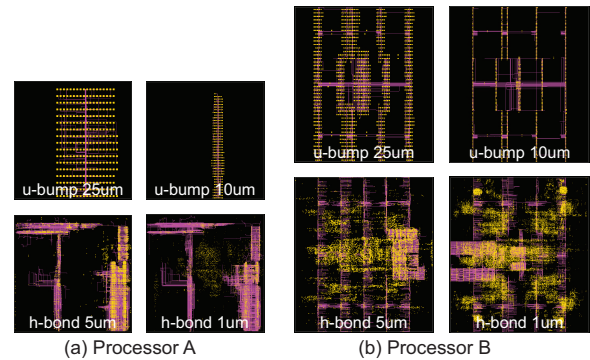 u-bump 25um
u-bump 10um
u-bump 25um
u-bump 10um
h-bond 5um
h-bond 1um
h-bond 5um
h-bond 1um
(a) Processor A
(b) Processor B